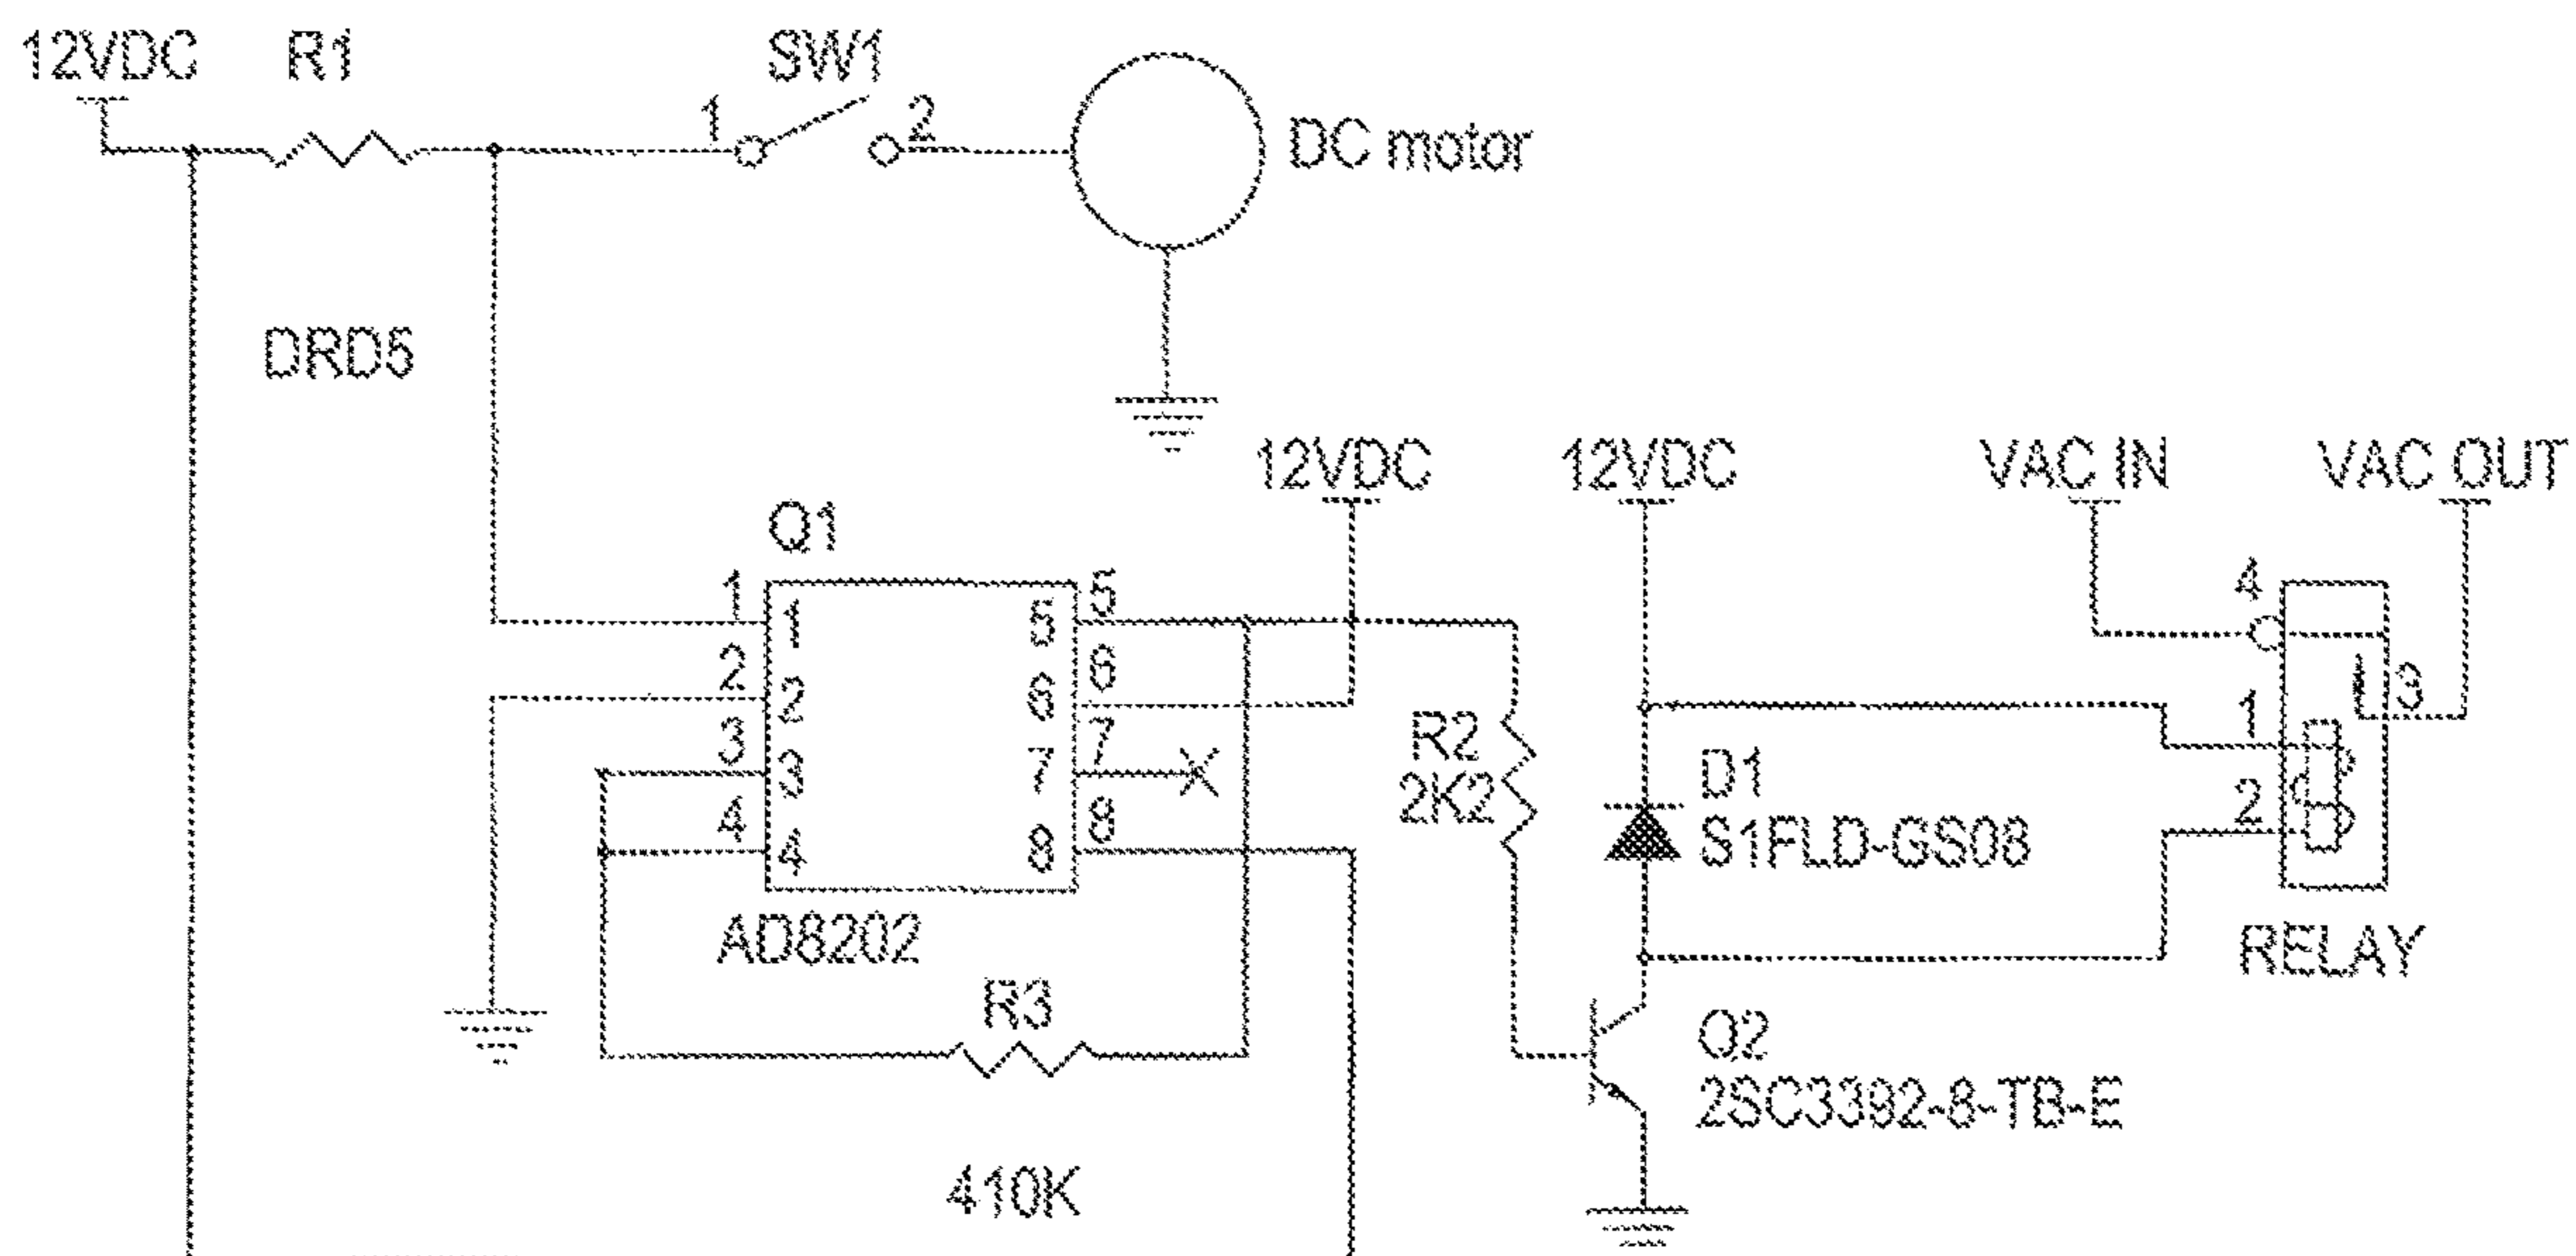 12VDC R1 SW1
1 2 DC motor
DRD5
12VDC 12VDC VAC IN VAC OUT
Q1
1 1 5 5
2 2 6 6
3 3 7 7
4 4 8 8
AD8202
R3
410K
R2
2K2
D1
S1FLD-GS08
4
3
1
2
RELAY
Q2
2SC3392-8-TB-E